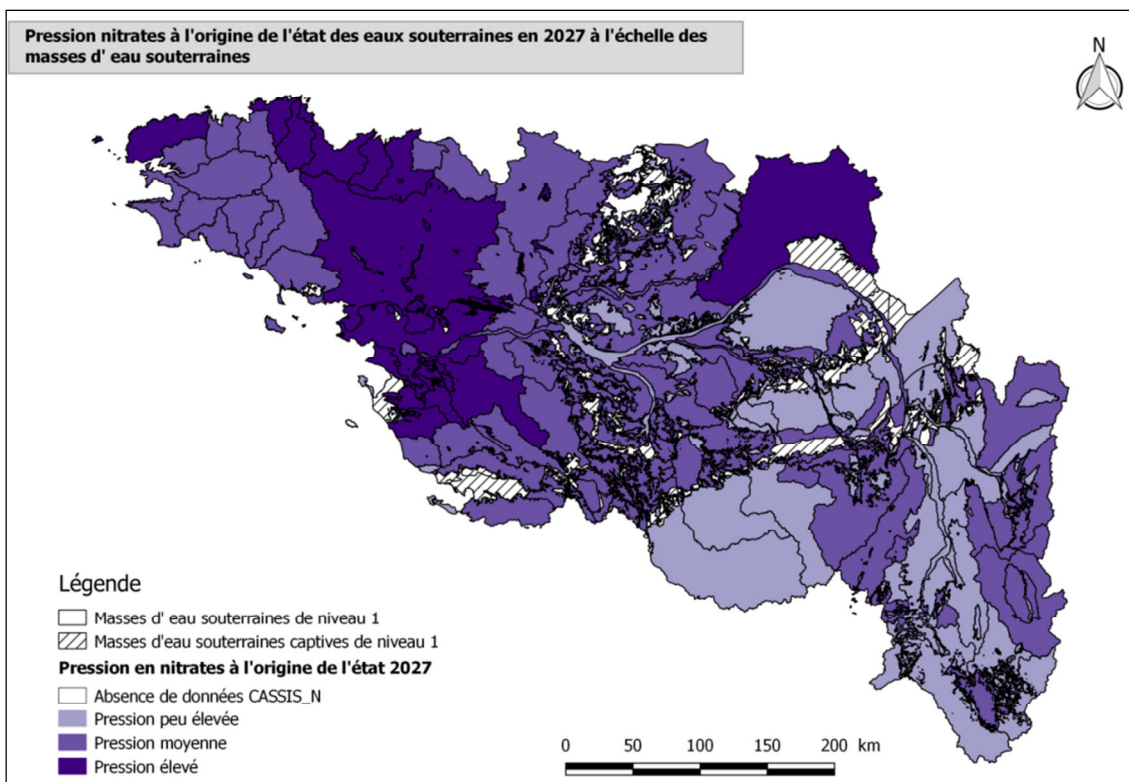 Pression nitrates à l'origine de l'état des eaux souterraines en 2027 à l'échelle des
masses d' eau souterraines
N
Légende
Masses d' eau souterraines de niveau 1
Masses d'eau souterraines captives de niveau 1
Pression en nitrates à l'origine de l'état 2027
Absence de données CASSIS_N
Pression peu élevée
Pression moyenne
Pression élevé
0 50 100 150 200 km